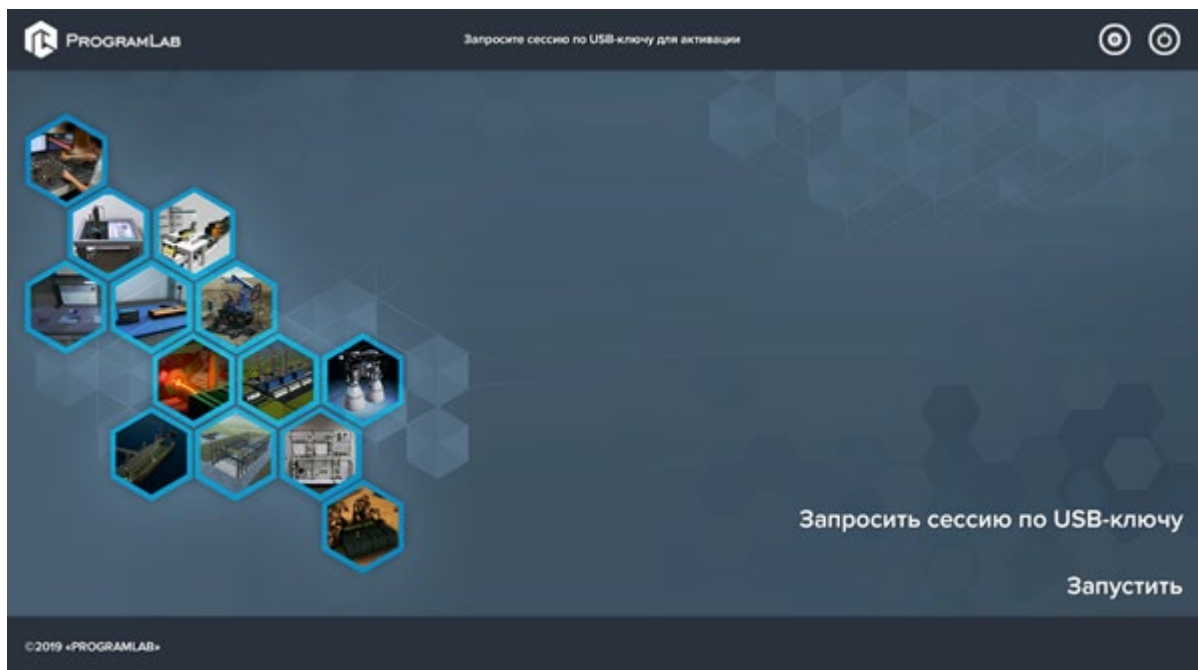 PROGRAMLAB
Запросите сессию по USB-ключу для активации
Запросить сессию по USB-ключу
Запустить
©2019 «PROGRAMLAB»